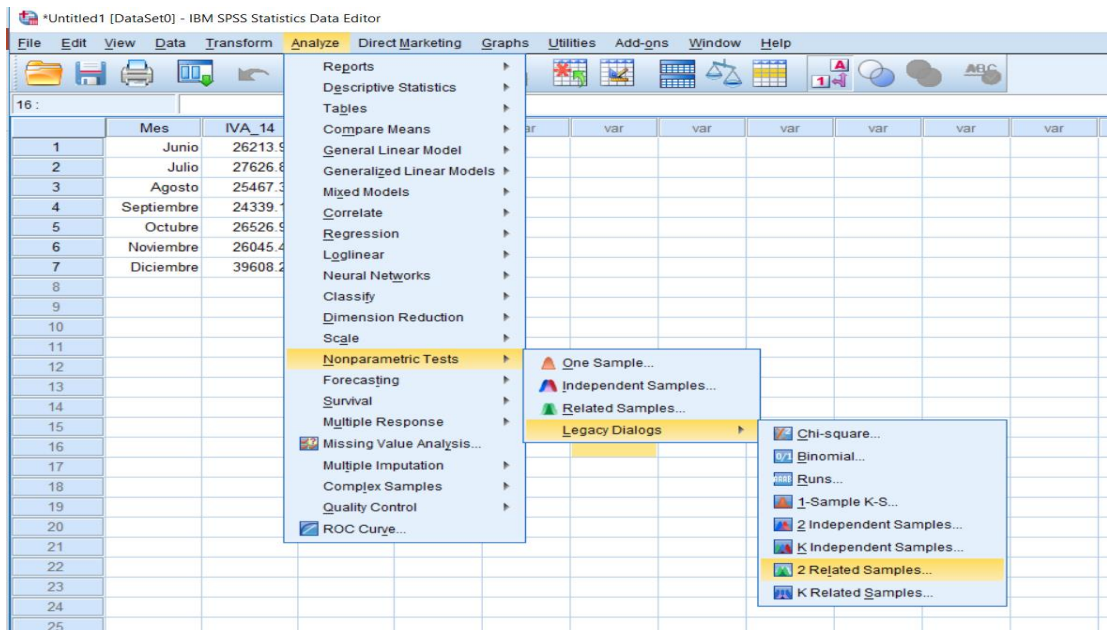 *Untitled1 [DataSet0] - IBM SPSS Statistics Data Editor
File Edit View Data Transform Analyze Direct Marketing Graphs Utilities Add-ons Window Help
16 :
Mes IVA_14 var var var var var var
1 Junio 26213.9
2 Julio 27626.8
3 Agosto 25467.3
4 Septiembre 24339.1
5 Octubre 26526.9
6 Noviembre 26045.4
7 Diciembre 39608.2
8
9
10
11
12
13
14
15
16
17
18
19
20
21
22
23
24
25
Reports
Descriptive Statistics
Tables
Compare Means
General Linear Model
Generalized Linear Models
Mixed Models
Correlate
Regression
Loglinear
Neural Networks
Classify
Dimension Reduction
Scale
Nonparametric Tests
Forecasting
Survival
Multiple Response
Missing Value Analysis...
Multiple Imputation
Complex Samples
Quality Control
ROC Curve...
One Sample...
Independent Samples...
Related Samples...
Legacy Dialogs
Chi-square...
Binomial...
Runs...
1-Sample K-S...
2 Independent Samples...
K Independent Samples...
2 Related Samples...
K Related Samples...